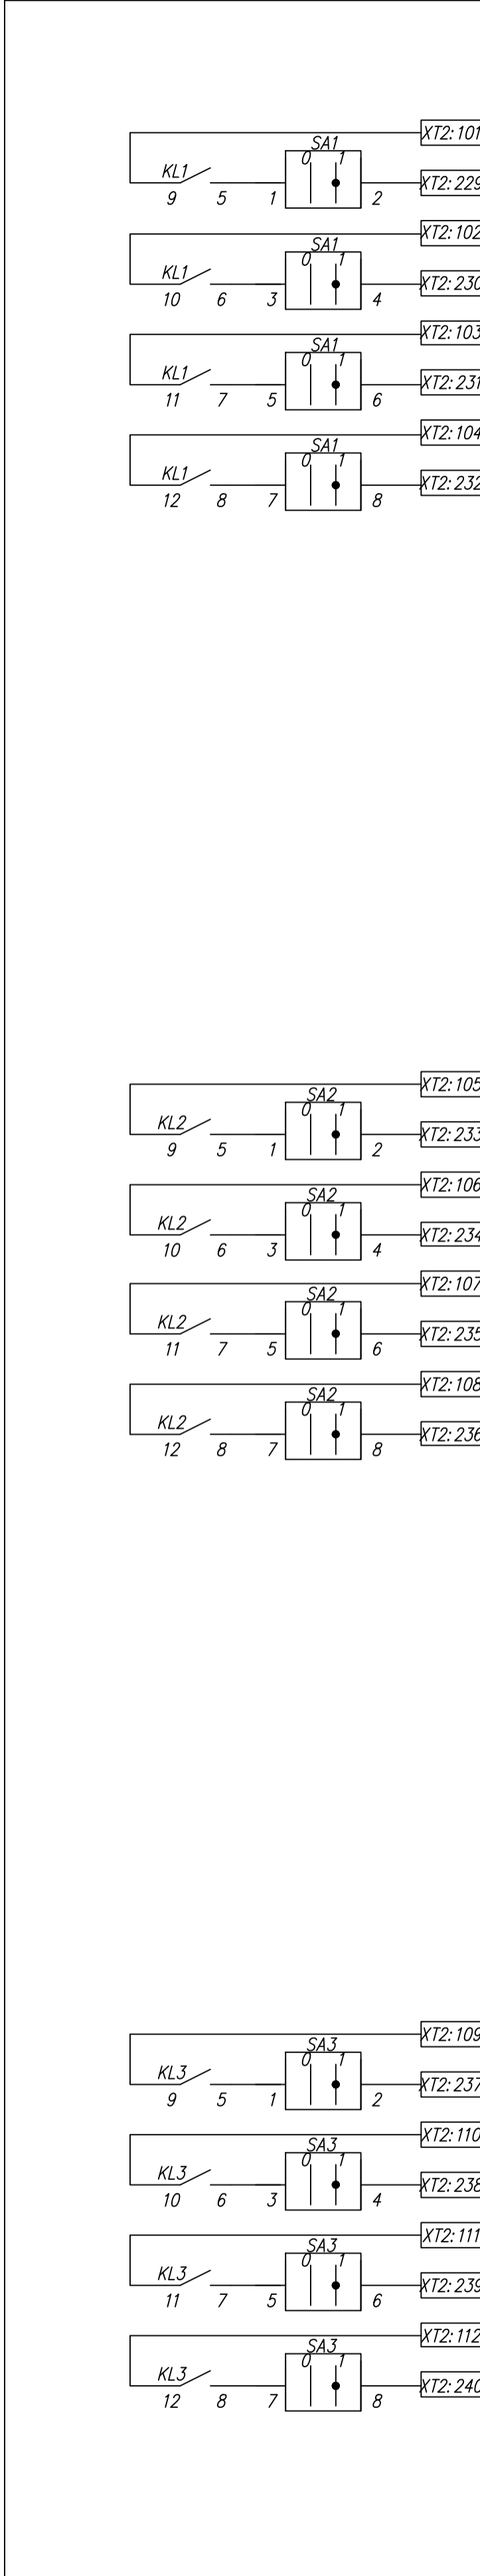 XT2:101
SA1
0 1
KL1
XT2:229
9 5 1 2
XT2:102
SA1
0 1
KL1
XT2:230
10 6 3 4
XT2:103
SA1
0 1
KL1
XT2:231
11 7 5 6
XT2:104
SA1
0 1
KL1
XT2:232
12 8 7 8
XT2:105
SA2
0 1
KL2
XT2:233
9 5 1 2
XT2:106
SA2
0 1
KL2
XT2:234
10 6 3 4
XT2:107
SA2
0 1
KL2
XT2:235
11 7 5 6
XT2:108
SA2
0 1
KL2
XT2:236
12 8 7 8
XT2:109
SA3
0 1
KL3
XT2:237
9 5 1 2
XT2:110
SA3
0 1
KL3
XT2:238
10 6 3 4
XT2:111
SA3
0 1
KL3
XT2:239
11 7 5 6
XT2:112
SA3
0 1
KL3
XT2:240
12 8 7 8